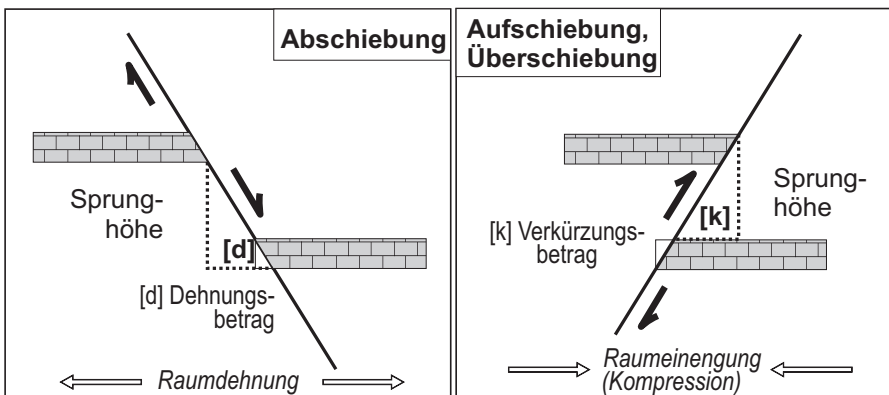 Abschiebung
Sprung-
höhe
[d]
[d] Dehnungs-
betrag
Raumdehnung
Aufschiebung,
Überschiebung
Sprung-
höhe
[k]
[k] Verkürzungs-
betrag
Raumeinengung
(Kompression)